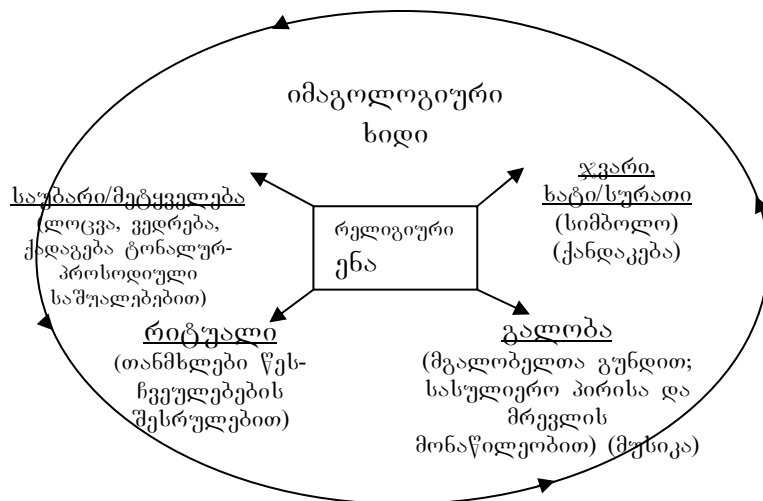 იმაგოლოგიური
ხიდი
საუბარი/მეტყველება
(ლოცვა, ვედრება,
ქადაგება ტონალურ-
პროსოდიული
საშუალებებით)
ჯვარი,
ხატი/სურათი
(სიმბოლო)
(ქანდაკება)
რელიგიური
ენა
რიტუალი
(თანმხლები წეს-
ჩვეულებების
შესრულებით)
გალობა
(მგალობელთა გუნდით;
სასულიერო პირისა და
მრევლის
მონაწილეობით) (მუსიკა)